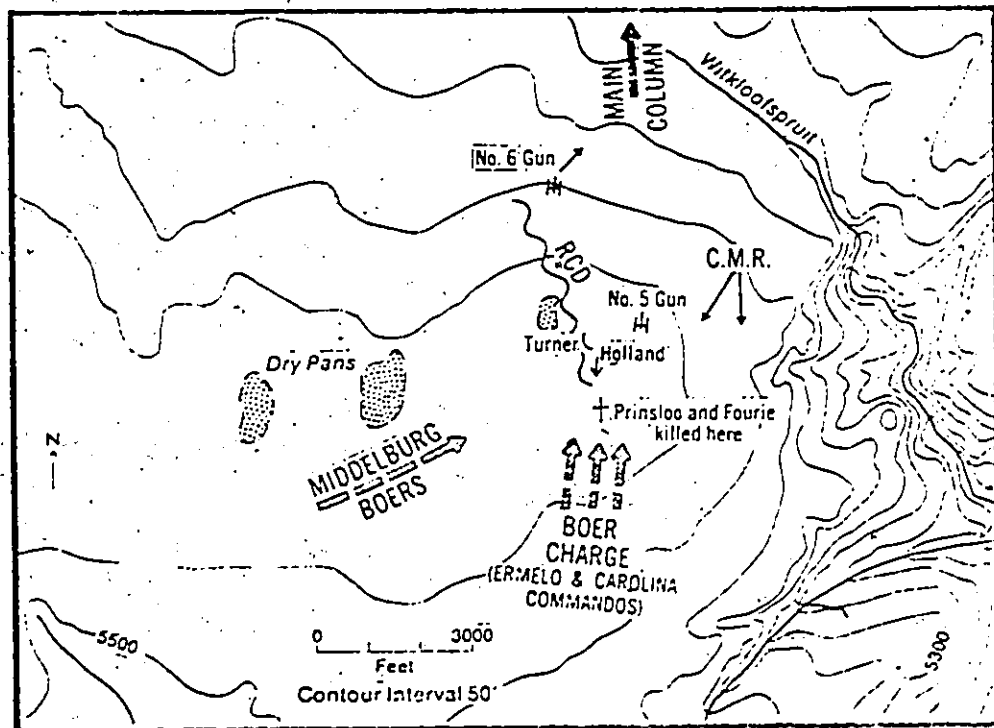 MAIN
COLUMN
Witkloofspruit
No. 6 Gun
RCD
C.M.R.
No. 5 Gun
Turner
Holland
Dry Pans
Prinsloo and Fourie
killed here
N
MIDDELBURG
BOERS
BOER
CHARGE
(ERMELO & CAROLINA
COMMANDOS)
0 3000
Feet
Contour Interval 50'
5500
5300